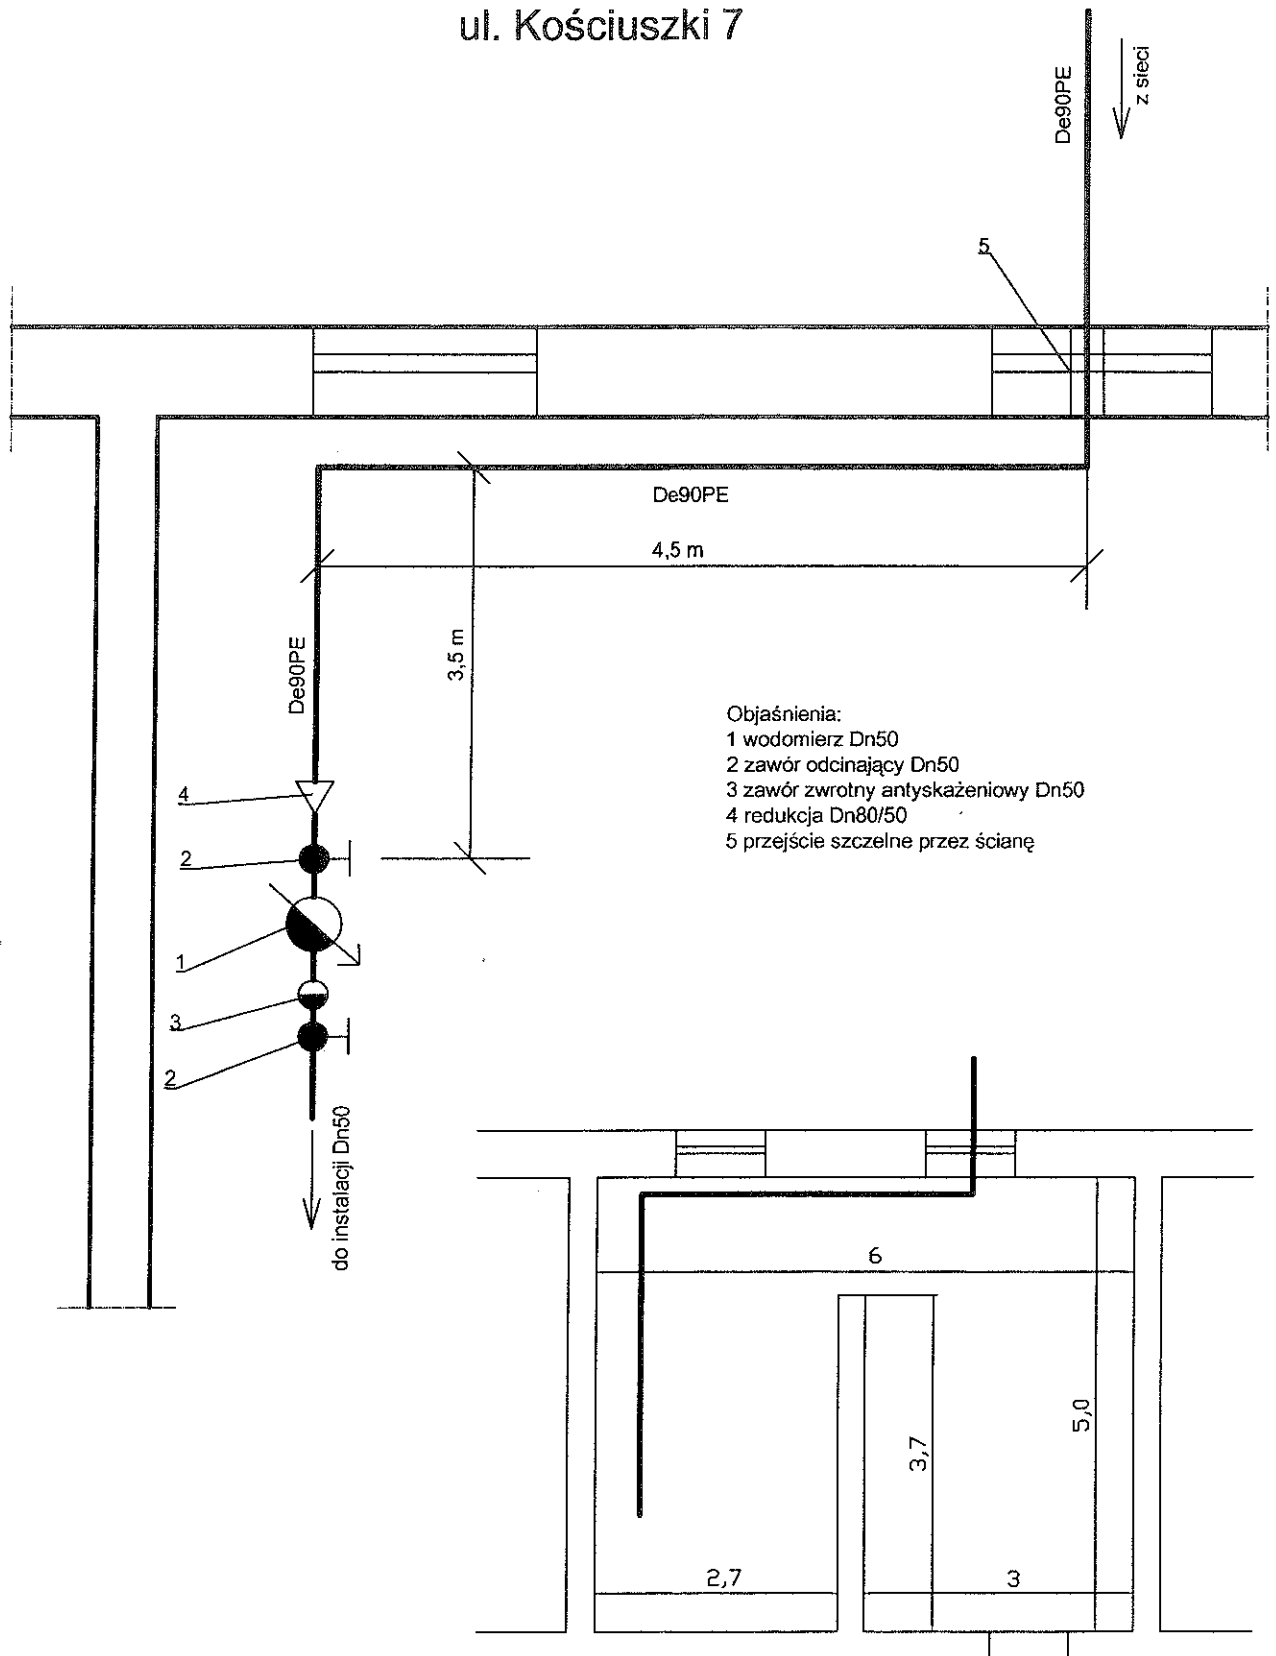 ul. Kościuszki 7
De90PE
z sieci
5
De90PE
4,5 m
3,5 m
De90PE
Objaśnienia:
1 wodomierz Dn50
2 zawór odcinający Dn50
3 zawór zwrotny antyskażeniowy Dn50
4 redukcja Dn80/50
5 przejście szczelne przez ścianę
4
2
1
3
2
do instalacji Dn50
6
5,0
3,7
2,7
3